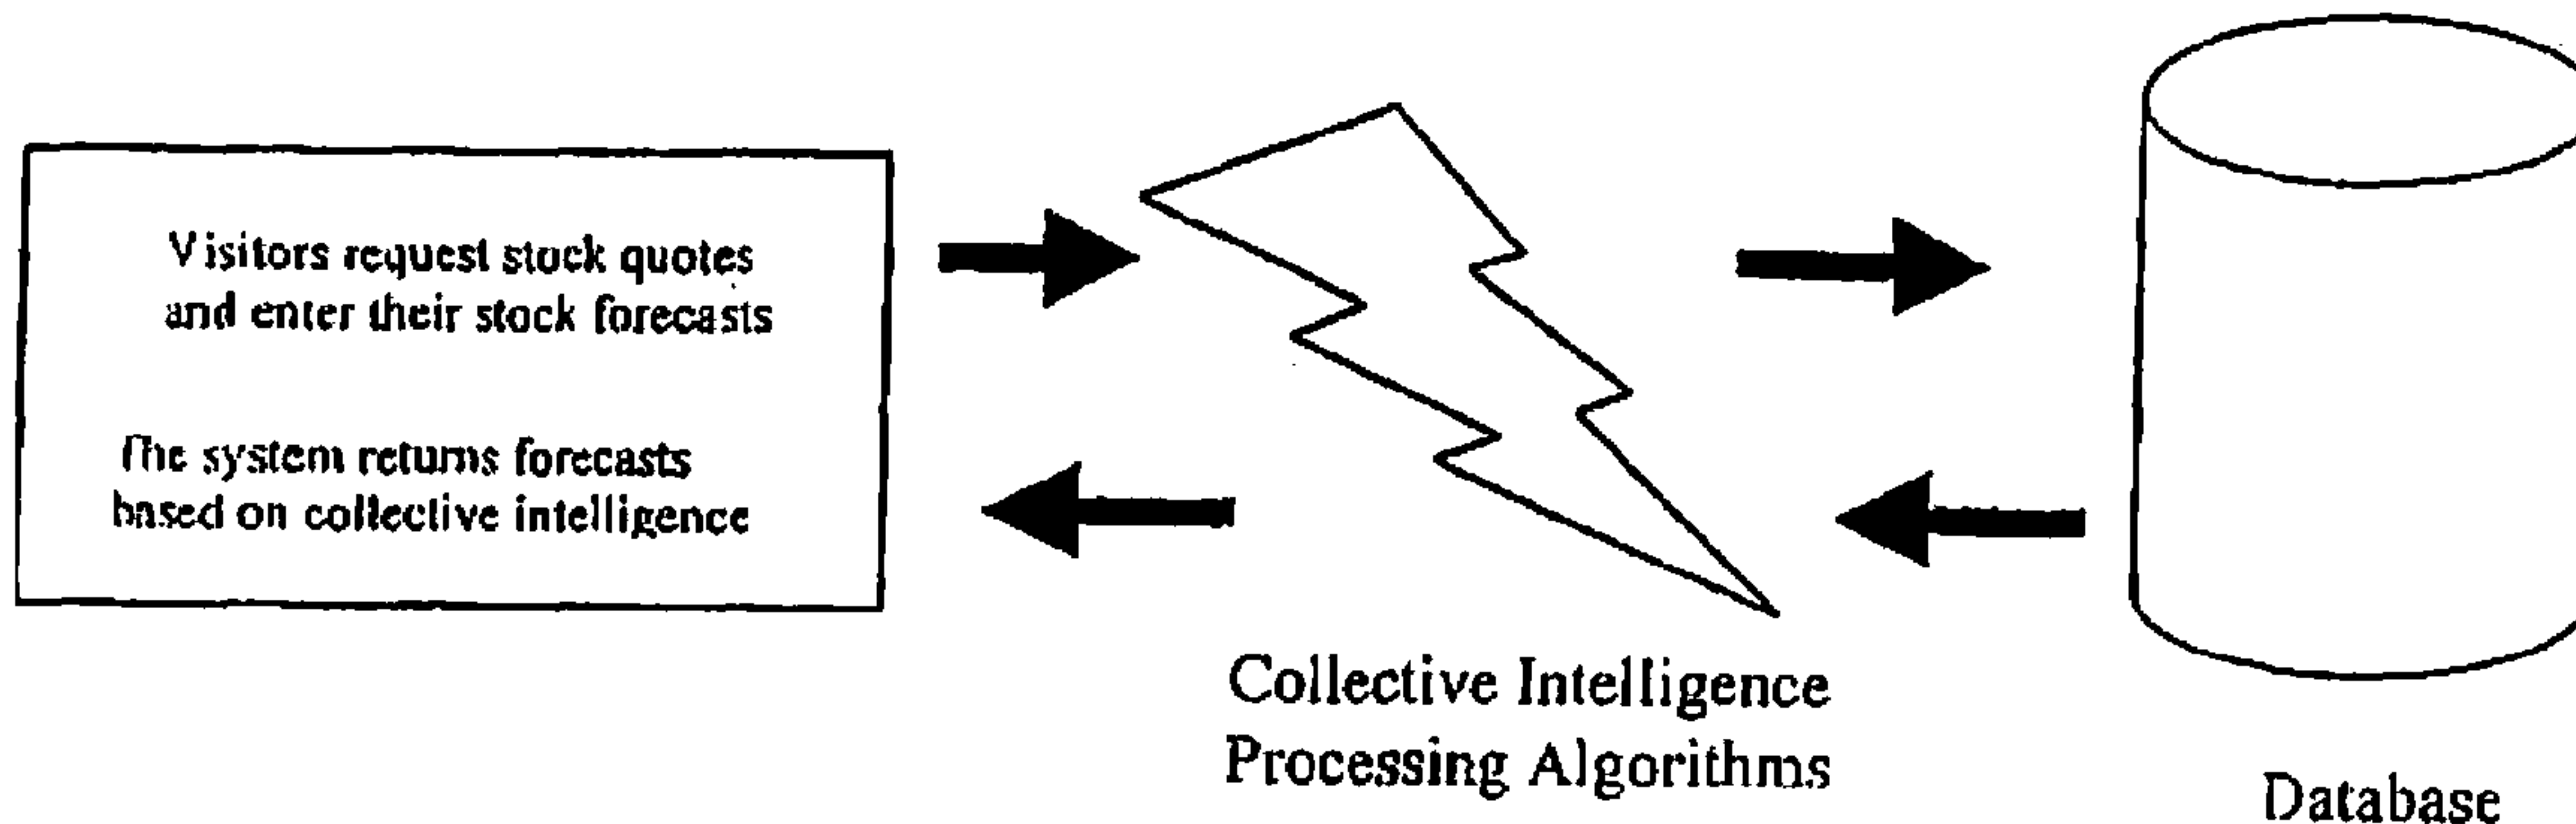 Visitors request stock quotes
and enter their stock forecasts
The system returns forecasts
based on collective intelligence
Collective Intelligence
Processing Algorithms
Database